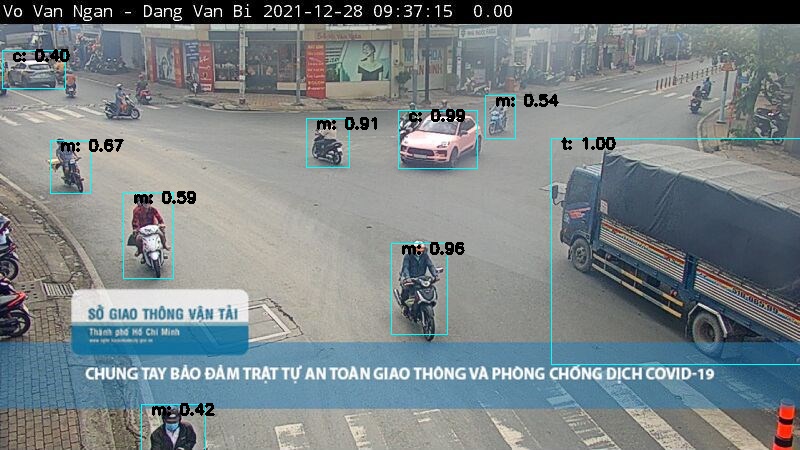 Vo Van Ngan - Dang Van Bi 2021-12-28 09:37:15 0.00
c: 0.40
m: 0.54
c: 0.99
m: 0.91
m: 0.67
t: 1.00
m: 0.59
m: 0.96
SỞ GIAO THÔNG VẬN TẢI
Thành phố Hồ Chí Minh
CHUNG TAY BẢO ĐẢM TRẬT TỰ AN TOÀN GIAO THÔNG VÀ PHÒNG CHỐNG DỊCH COVID-19
m: 0.42